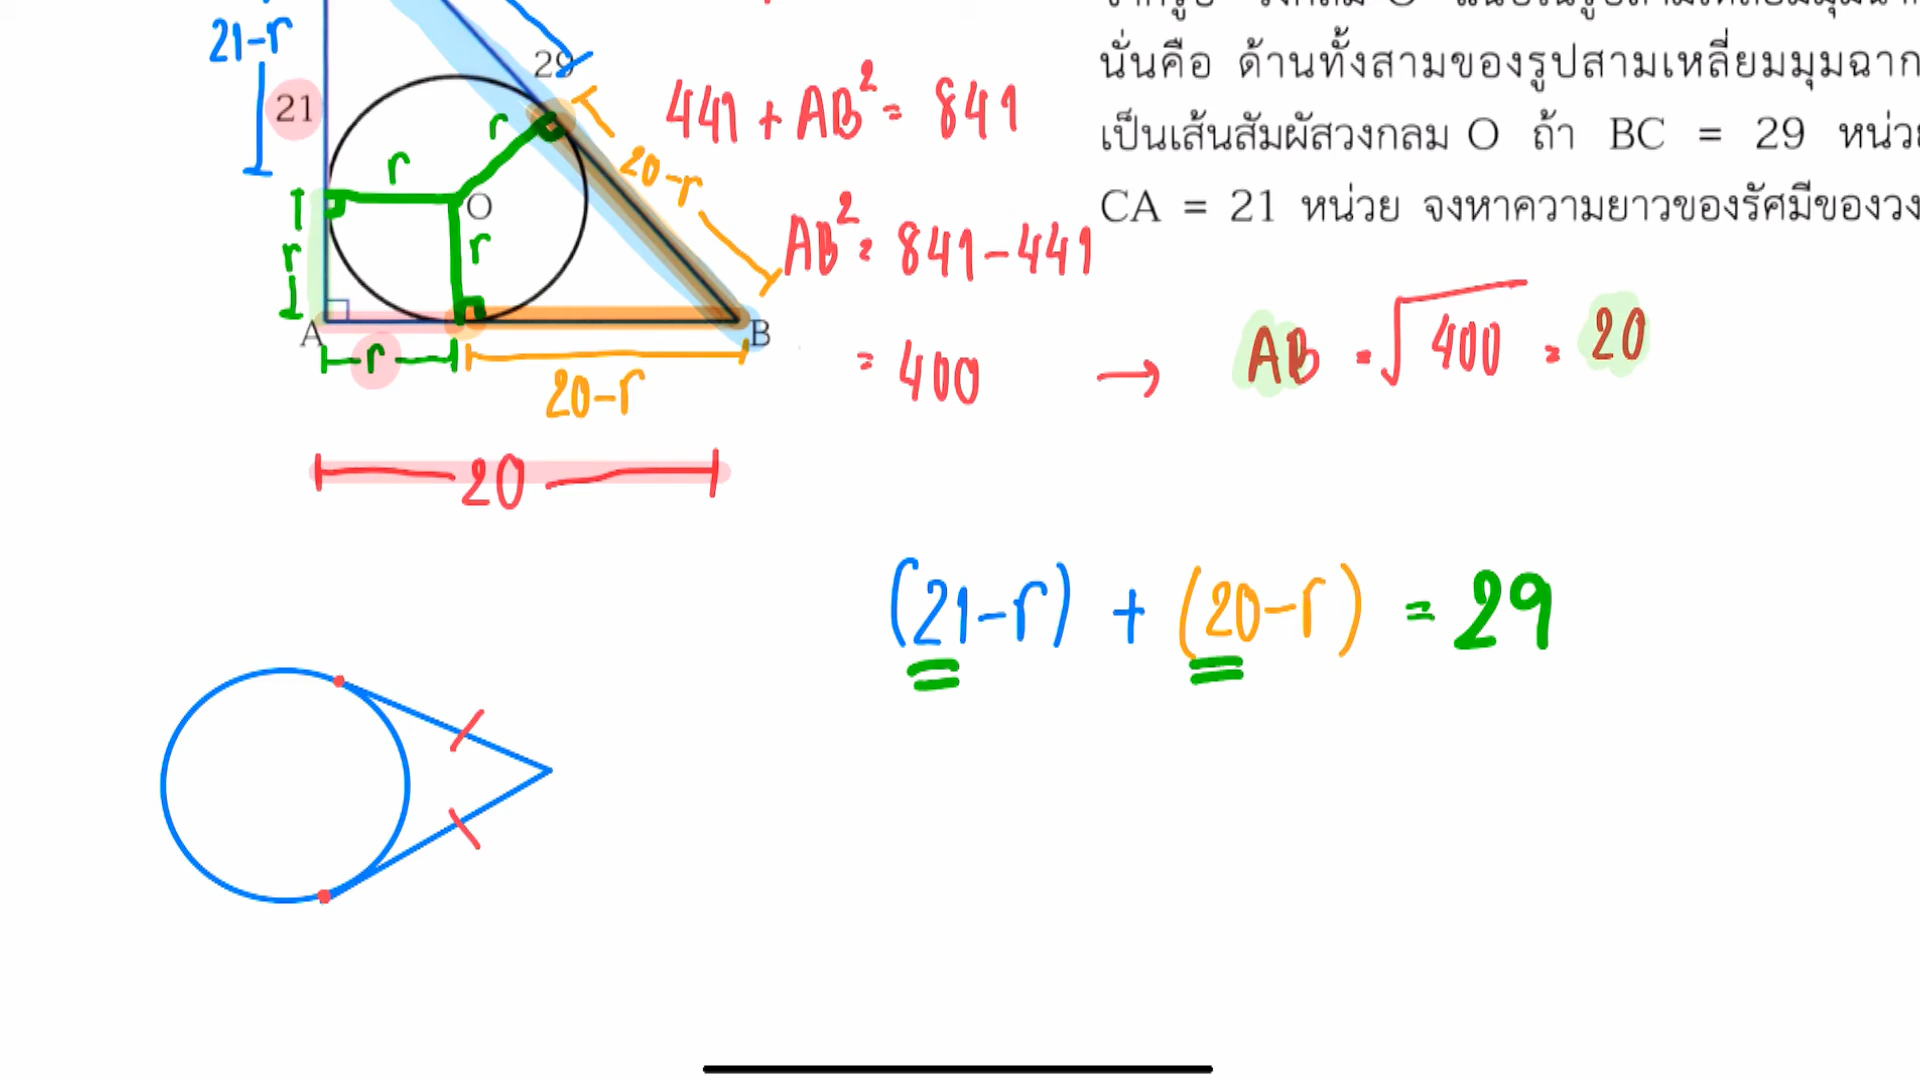 นั่นคือ ด้านทั้งสามของรูปสามเหลี่ยมมุมฉาก
เป็นเส้นสัมผัสวงกลม O ถ้า BC = 29
CA = 21 หน่วย จงหาความยาวของรัศมีของ
21-r
21
29
r
r
O
r
r
A
B
r
20-r
20-r
20
441 + AB² = 841
AB² = 841-441
= 400 → AB = √400 = 20
(21-r) + (20-r) = 29